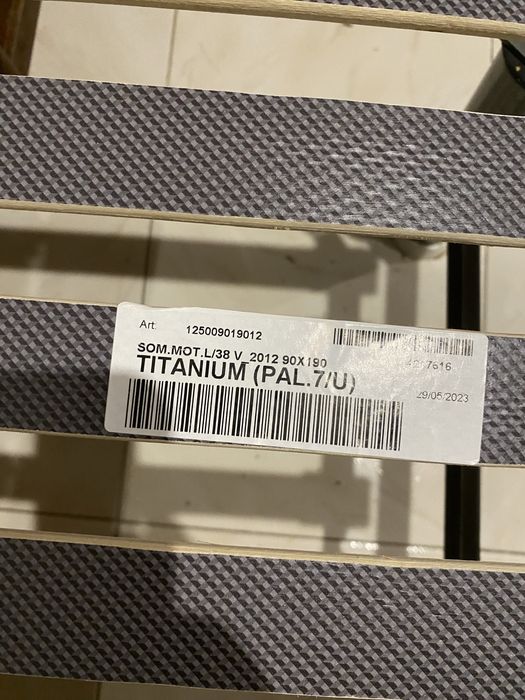 Art. 125009019012
SOM.MOT.L/38 V_2012 90X190
TITANIUM (PAL.7/U)
29/05/2023